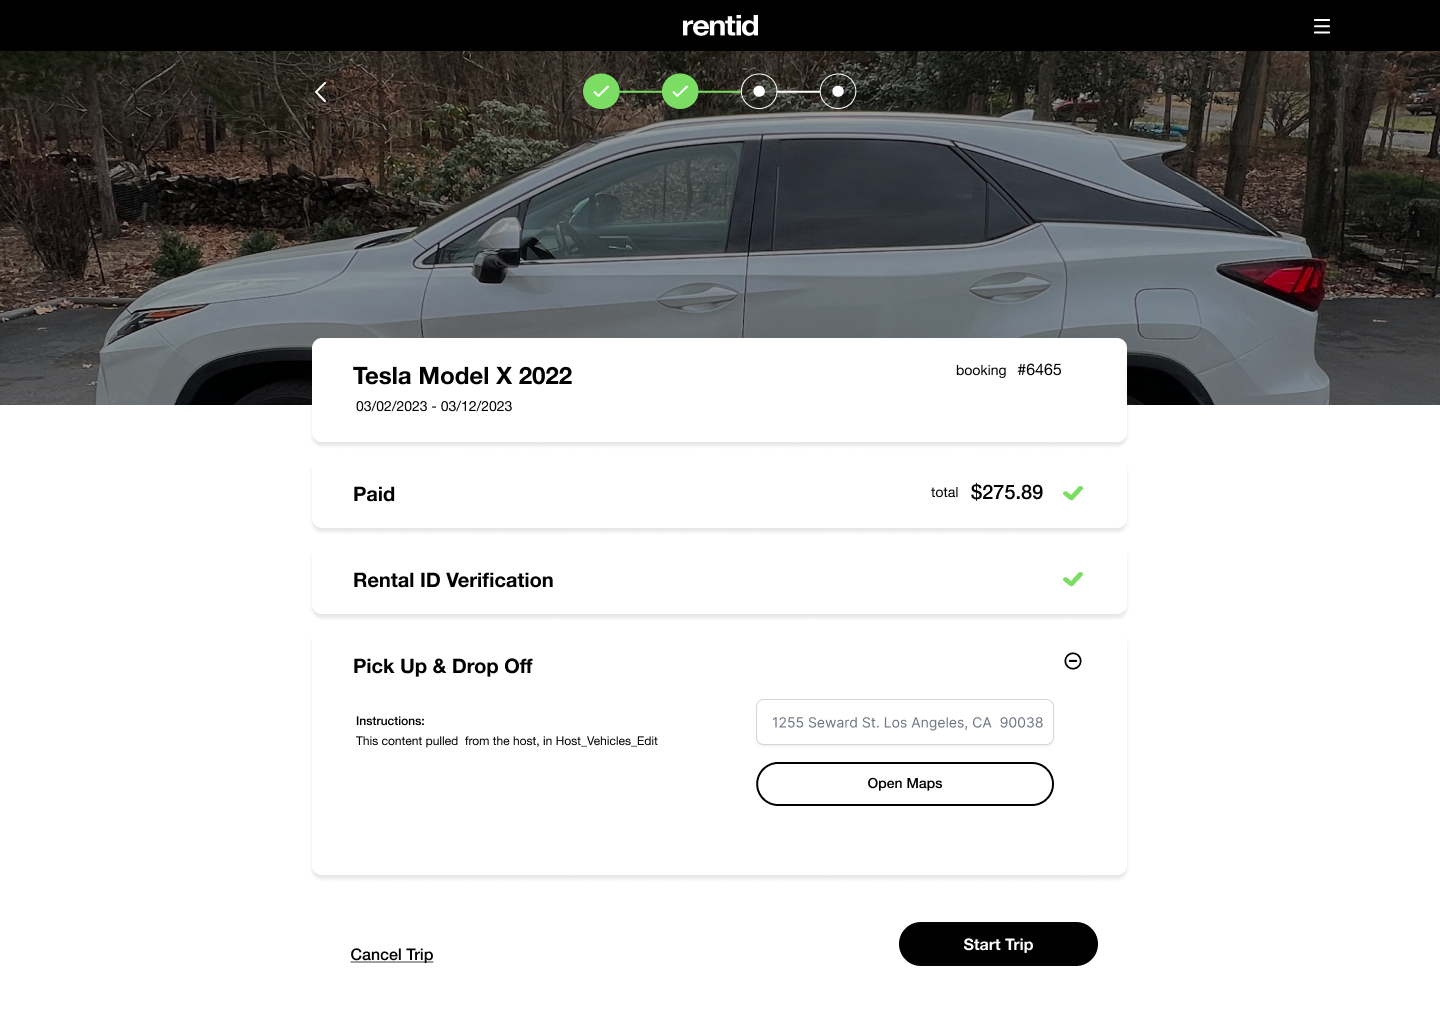 rentid
Tesla Model X 2022
booking #6465
03/02/2023 - 03/12/2023
Paid
total $275.89
Rental ID Verification
Pick Up & Drop Off
Instructions:
This content pulled from the host, in Host_Vehicles_Edit
1255 Seward St. Los Angeles, CA 90038
Open Maps
Cancel Trip
Start Trip